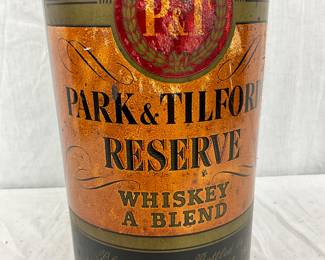 P&T
PARK & TILFORD
RESERVE
WHISKEY
A BLEND